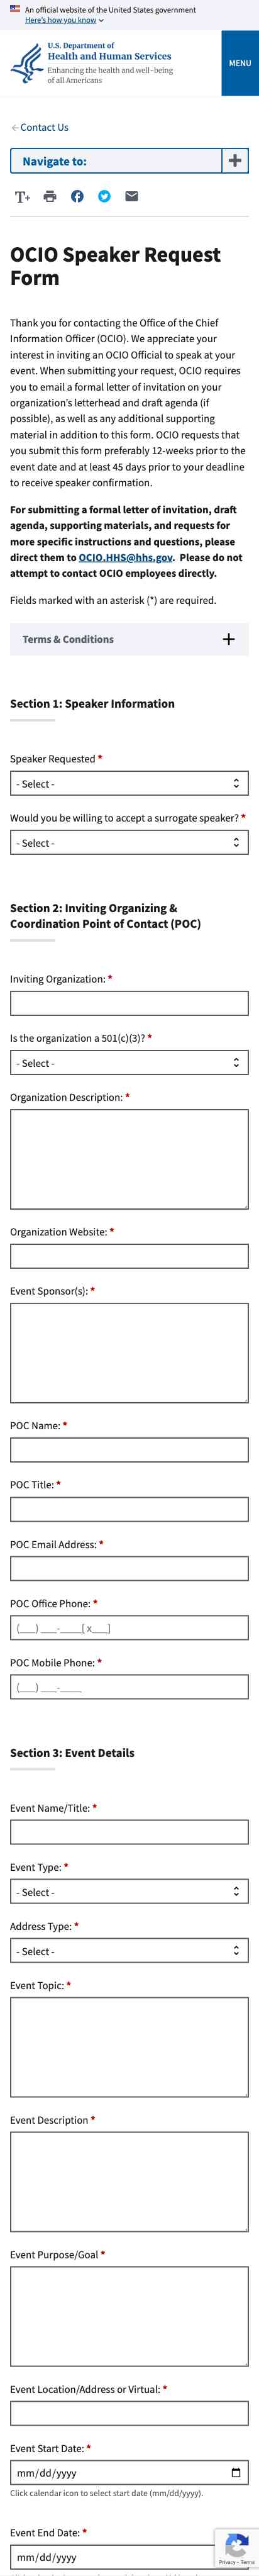 An official website of the United States government
Here's how you know
U.S. Department of
Health and Human Services
Enhancing the health and well-being
of all Americans
MENU
Contact Us
Navigate to:
T+
OCIO Speaker Request
Form
Thank you for contacting the Office of the Chief
Information Officer (OCIO). We appreciate your
interest in inviting an OCIO Official to speak at your
event. When submitting your request, OCIO requires
you to email a formal letter of invitation on your
organization's letterhead and draft agenda (if
possible), as well as any additional supporting
material in addition to this form. OCIO requests that
you submit this form preferably 12-weeks prior to the
event date and at least 45 days prior to your deadline
to receive speaker confirmation.
For submitting a formal letter of invitation, draft
agenda, supporting materials, and requests for
more specific instructions and questions, please
direct them to OCIO.HHS@hhs.gov.  Please do not
attempt to contact OCIO employees directly.
Fields marked with an asterisk (*) are required.
Terms & Conditions
Section 1: Speaker Information
Speaker Requested *
- Select -
Would you be willing to accept a surrogate speaker? *
- Select -
Section 2: Inviting Organizing &
Coordination Point of Contact (POC)
Inviting Organization: *
Is the organization a 501(c)(3)? *
- Select -
Organization Description: *
Organization Website: *
Event Sponsor(s): *
POC Name: *
POC Title: *
POC Email Address: *
POC Office Phone: *
(___) ___-____[ x___]
POC Mobile Phone: *
(___) ___-____
Section 3: Event Details
Event Name/Title: *
Event Type: *
- Select -
Address Type: *
- Select -
Event Topic: *
Event Description *
Event Purpose/Goal *
Event Location/Address or Virtual: *
Event Start Date: *
mm/dd/yyyy
Click calendar icon to select start date (mm/dd/yyyy).
Event End Date: *
mm/dd/yyyy
Privacy - Terms